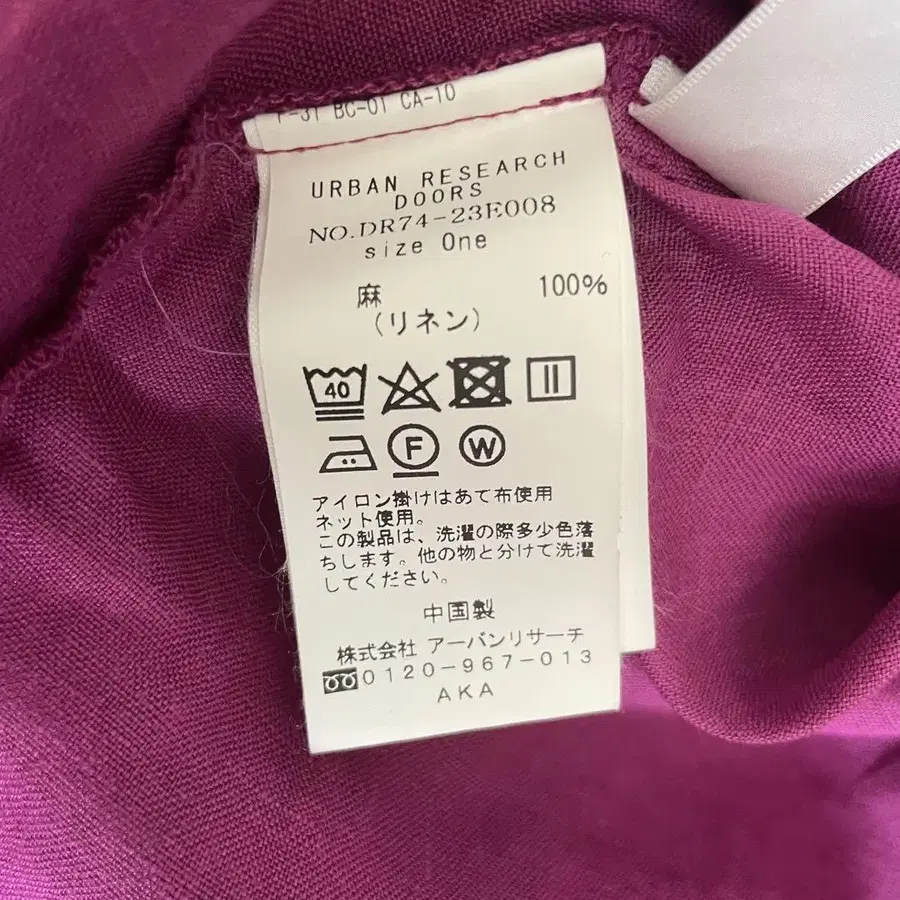 BC-01 CA-10
URBAN RESEARCH
DOORS
NO.DR74-23E008
size One
麻 100%
(リネン)
40
F W
アイロン掛けはあて布使用
ネット使用。
この製品は、洗濯の際多少色落
ちします。他の物と分けて洗濯
してください。
中国製
株式会社 アーバンリサーチ
0120-967-013
AKA